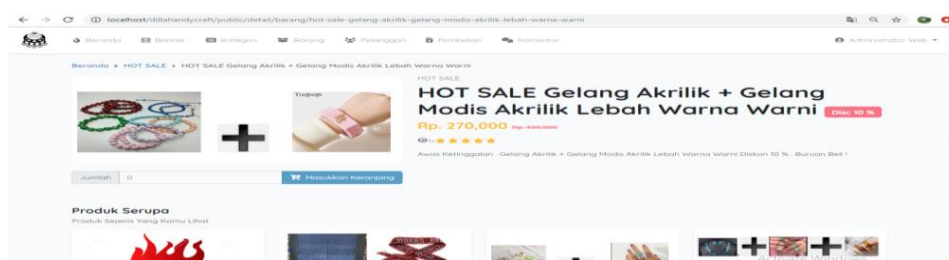 localhost/dillahandycraft/public/detail/barang/hot-sale-gelang-akrilik-gelang-modis-akrilik-lebah-warna-warni
Beranda Banner Kategori Barang Pelanggan Pembelian Komentar Administrator Web
Beranda HOT SALE HOT SALE Gelang Akrilik + Gelang Modis Akrilik Lebah Warna Warni
HOT SALE
HOT SALE Gelang Akrilik + Gelang
Modis Akrilik Lebah Warna Warni Disc 10 %
Rp. 270,000
Awas Ketinggalan . Gelang Akrilik + Gelang Modis Akrilik Lebah Warna Warni Diskon 10 % . Buruan Beli !
Jumlah 0 Masukkan Keranjang
Produk Serupa
Produk Sejenis Yang Kamu Lihat
Activate Windows